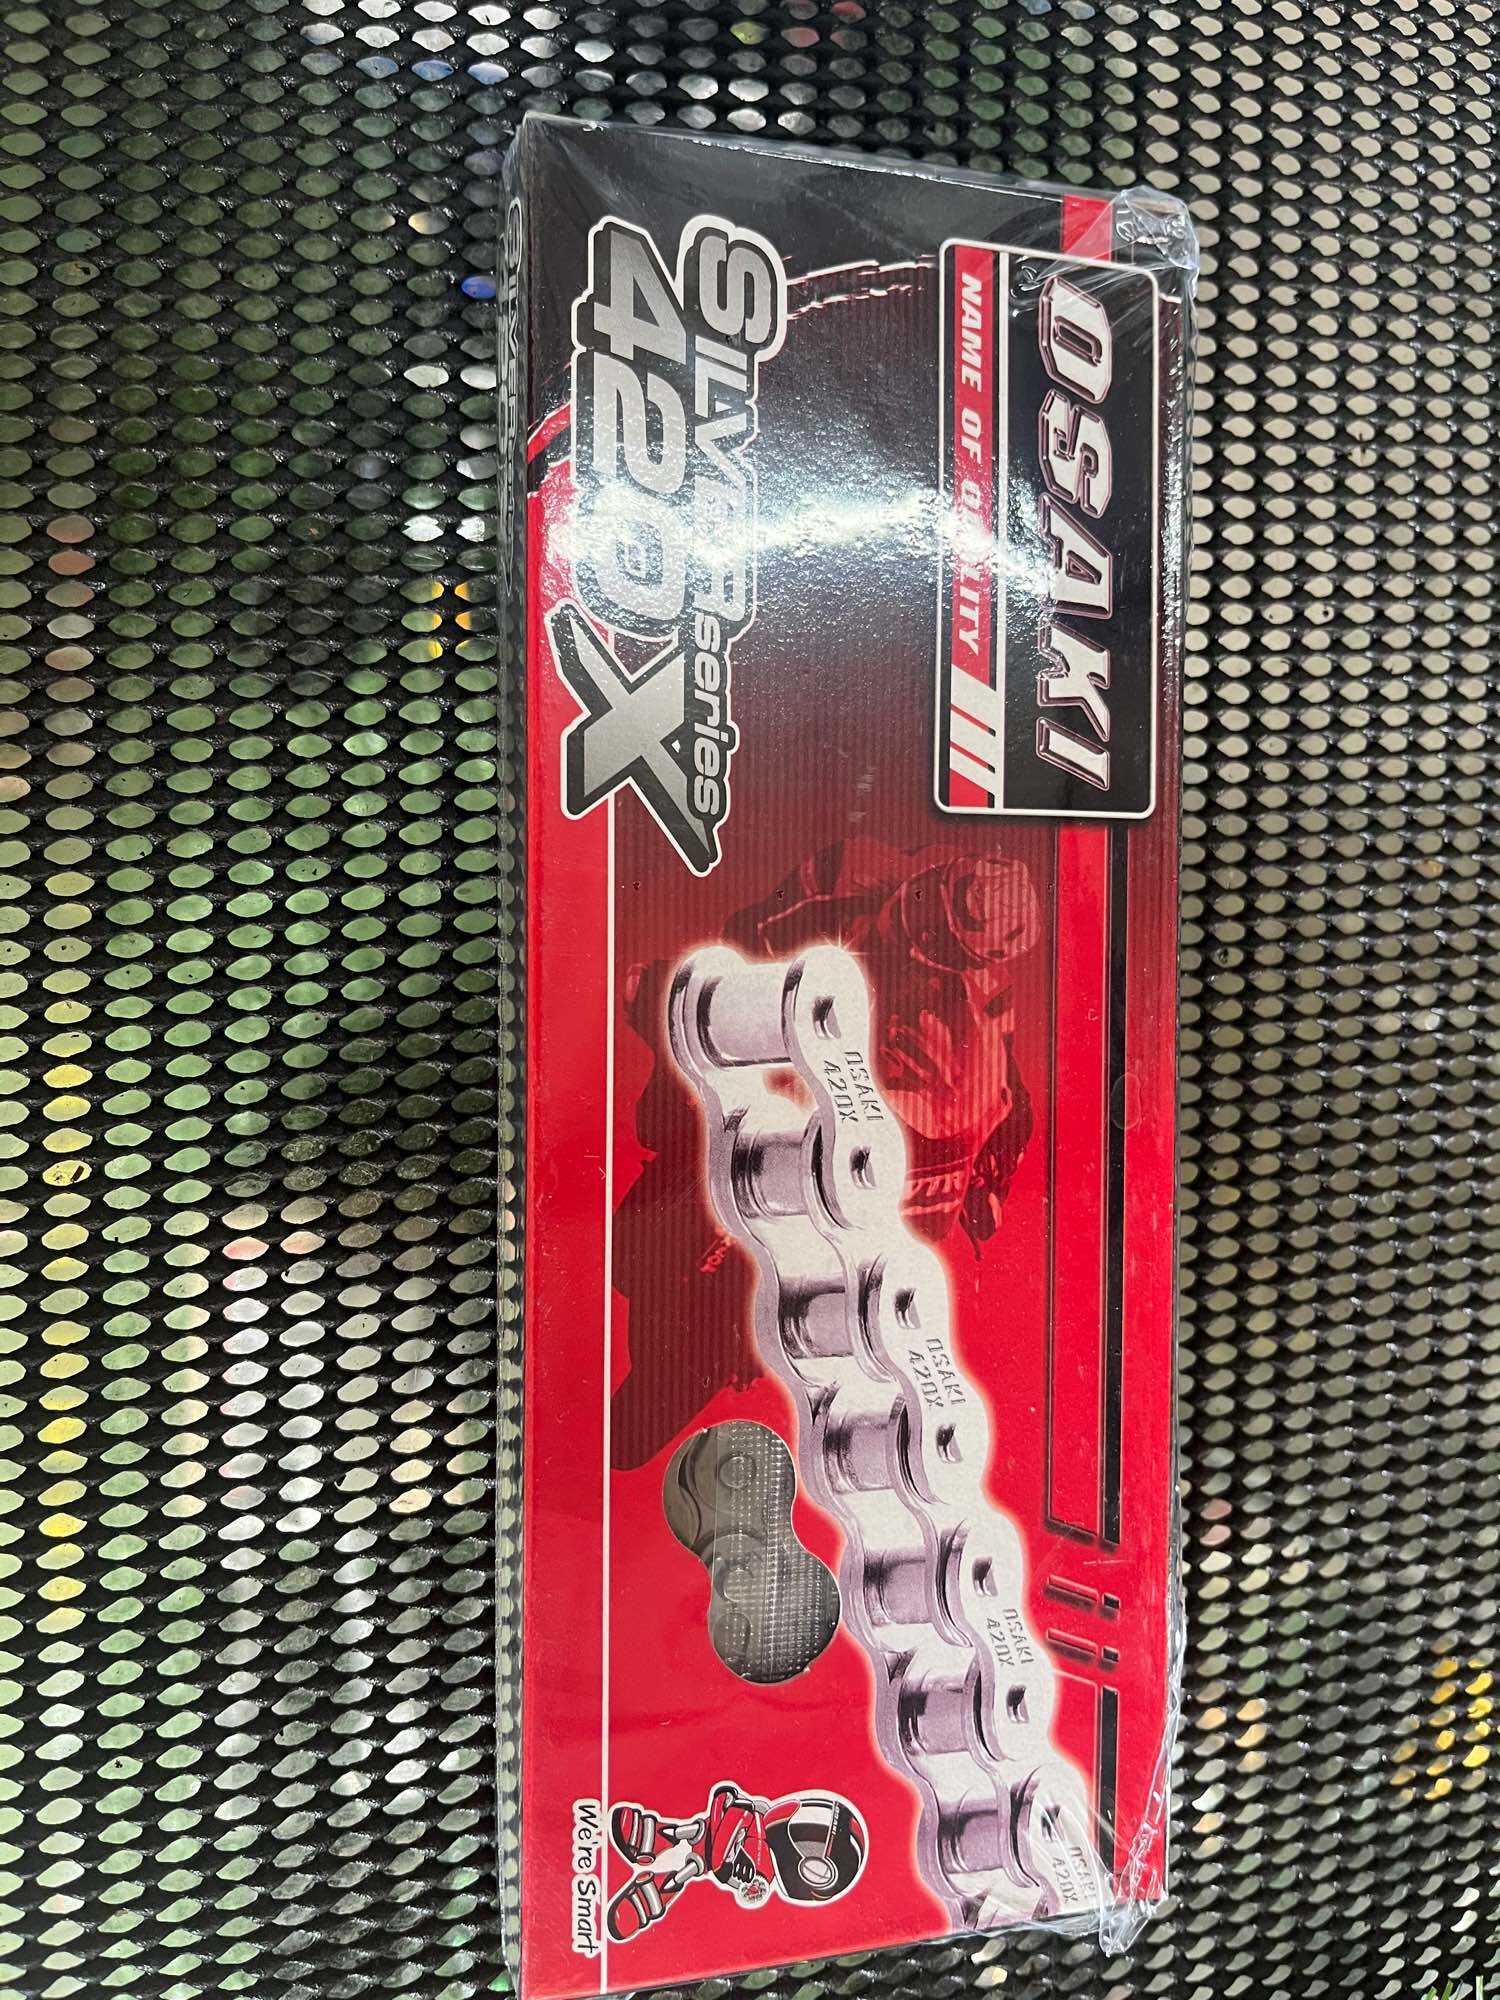 OSAKI
NAME OF QUALITY
SILVER series
420X
OSAKI
420X
OSAKI
420X
OSAKI
420X
OSAKI
420X
We're Smart